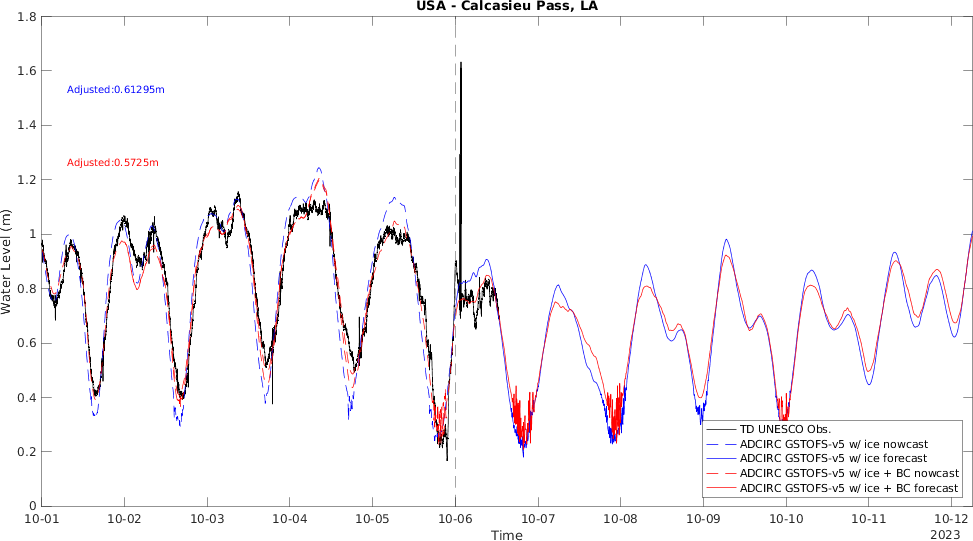 USA - Calcasieu Pass, LA
1.8
1.6
1.4
1.2
1
0.8
0.6
0.4
0.2
0
Water Level (m)
Adjusted:0.61295m
Adjusted:0.5725m
TD UNESCO Obs.
ADCIRC GSTOFS-v5 w/ ice nowcast
ADCIRC GSTOFS-v5 w/ ice forecast
ADCIRC GSTOFS-v5 w/ ice + BC nowcast
ADCIRC GSTOFS-v5 w/ ice + BC forecast
10-01 10-02 10-03 10-04 10-05 10-06 10-07 10-08 10-09 10-10 10-11 10-12
Time
2023